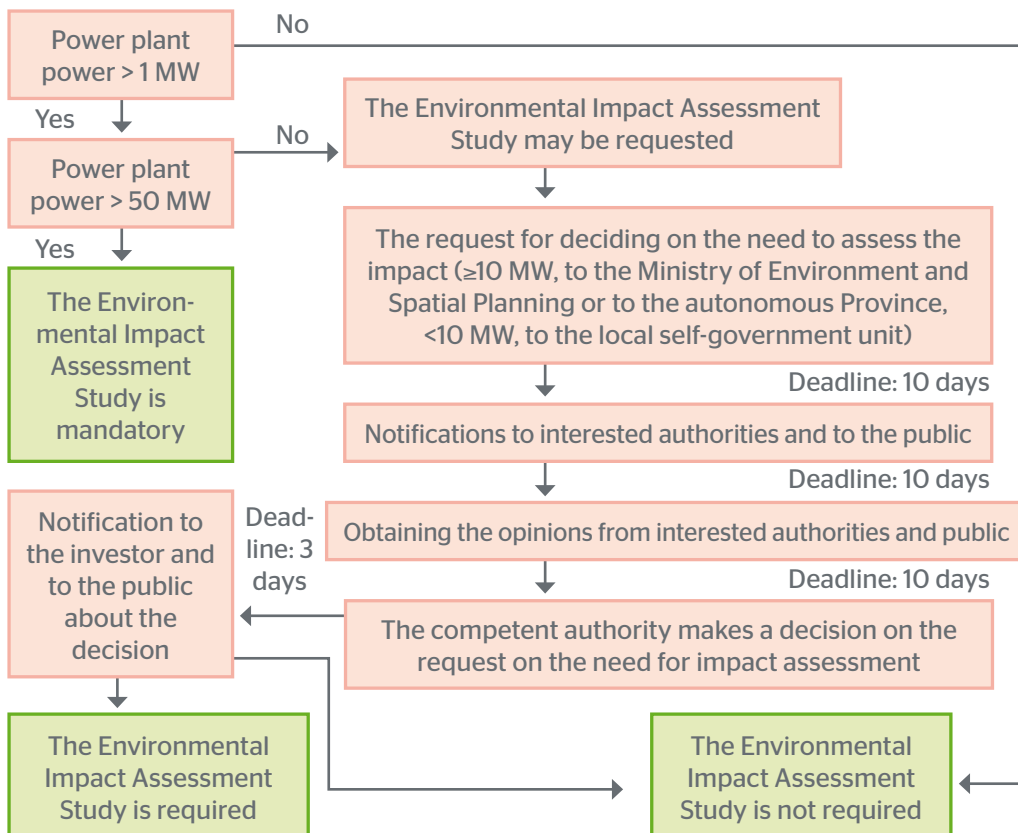 Power plant
power > 1 MW
No
Yes
Power plant
power > 50 MW
No
Yes
The Environ-
mental Impact
Assessment
Study is
mandatory
The Environmental Impact Assessment
Study may be requested
The request for deciding on the need to assess the
impact (≥10 MW, to the Ministry of Environment and
Spatial Planning or to the autonomous Province,
<10 MW, to the local self-government unit)
Deadline: 10 days
Notifications to interested authorities and to the public
Deadline: 10 days
Obtaining the opinions from interested authorities and public
Deadline: 10 days
The competent authority makes a decision on the
request on the need for impact assessment
Dead-
line: 3
days
Notification to
the investor and
to the public
about the
decision
The Environmental
Impact Assessment
Study is required
The Environmental
Impact Assessment
Study is not required